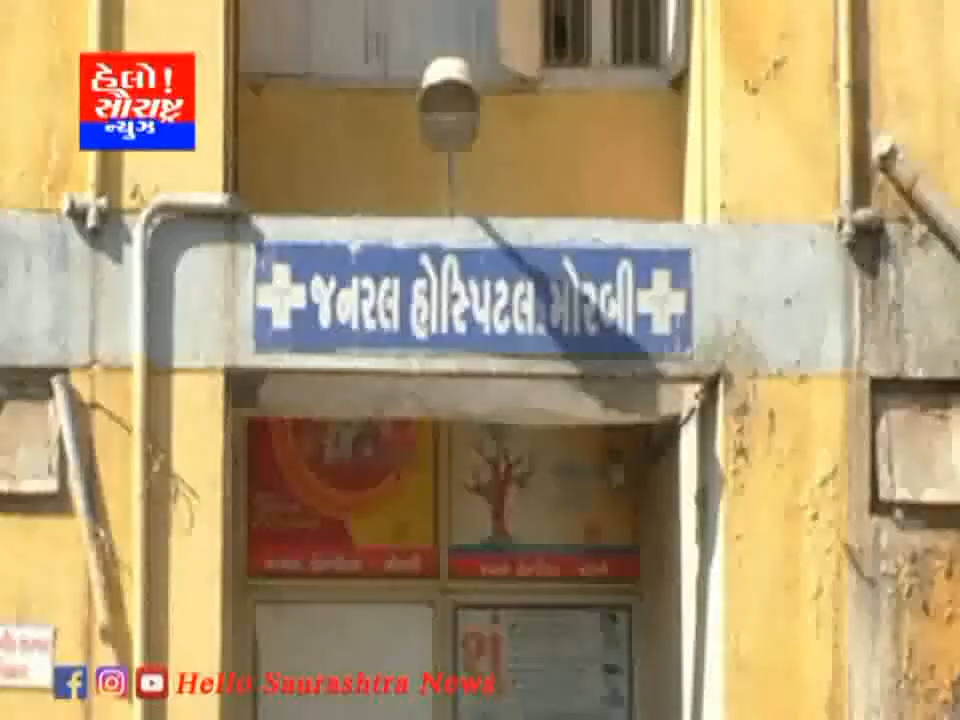 હેલો!
સૌરાષ્ટ્ર
ન્યુઝ
જનરલ હોસ્પિટલ મોરબી
શું
Hello Saurashtra News